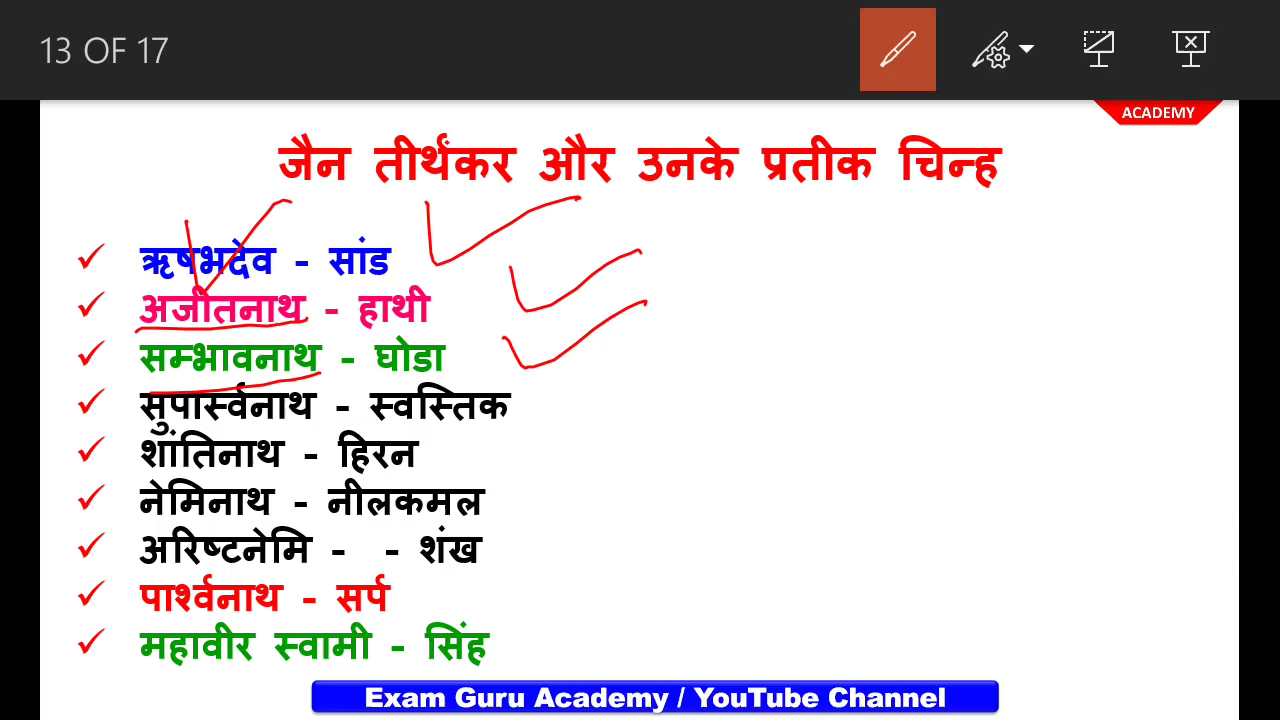 13 OF 17
ACADEMY
जैन तीर्थंकर और उनके प्रतीक चिन्ह
ऋषभदेव - सांड
अजीतनाथ - हाथी
सम्भावनाथ - घोडा
सुपार्स्वनाथ - स्वस्तिक
शांतिनाथ - हिरन
नेमिनाथ - नीलकमल
अरिष्टनेमि - - शंख
पार्श्वनाथ - सर्प
महावीर स्वामी - सिंह
Exam Guru Academy / YouTube Channel